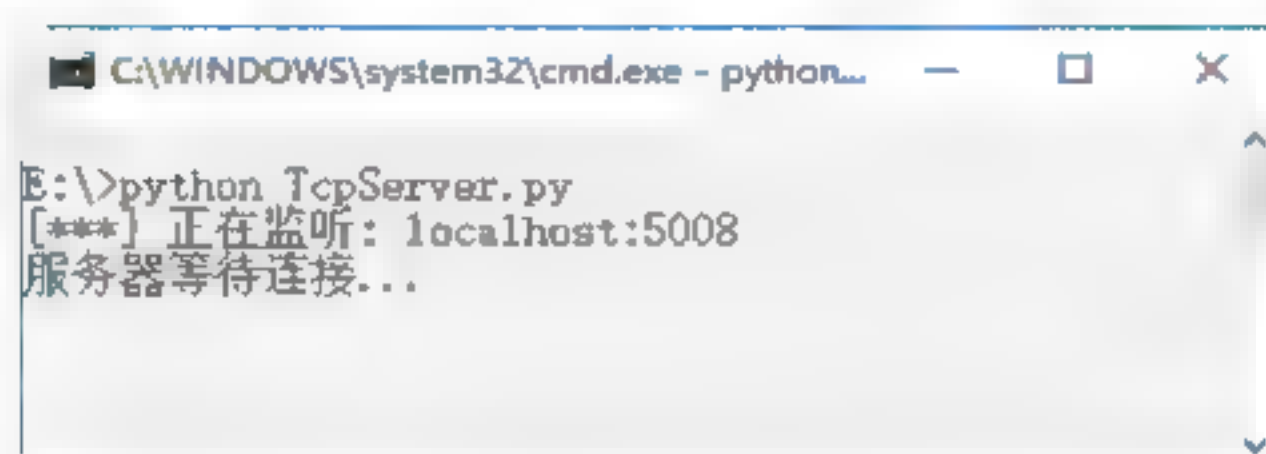 C:\WINDOWS\system32\cmd.exe - python...
E:\>python TcpServer.py
[***] 正在监听: localhost:5008
服务器等待连接...